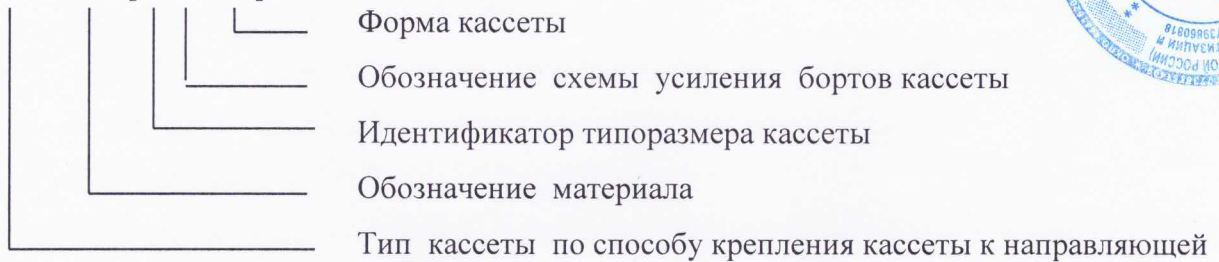 Форма кассеты
Обозначение схемы усиления бортов кассеты
Идентификатор типоразмера кассеты
Обозначение материала
Тип кассеты по способу крепления кассеты к направляющей